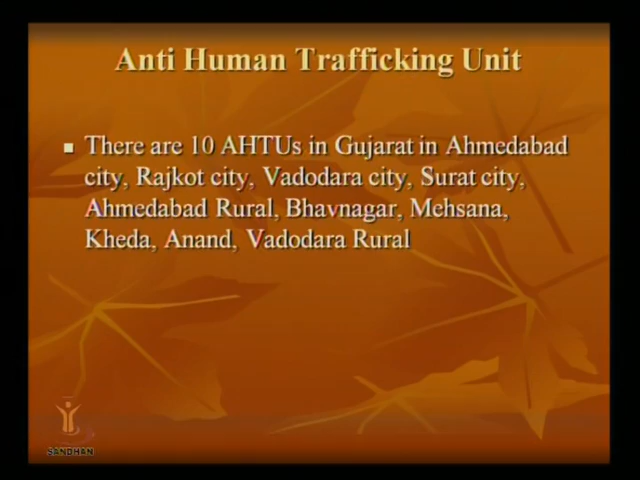 Anti Human Trafficking Unit
There are 10 AHTUs in Gujarat in Ahmedabad
city, Rajkot city, Vadodara city, Surat city,
Ahmedabad Rural, Bhavnagar, Mehsana,
Kheda, Anand, Vadodara Rural
SANDHAN